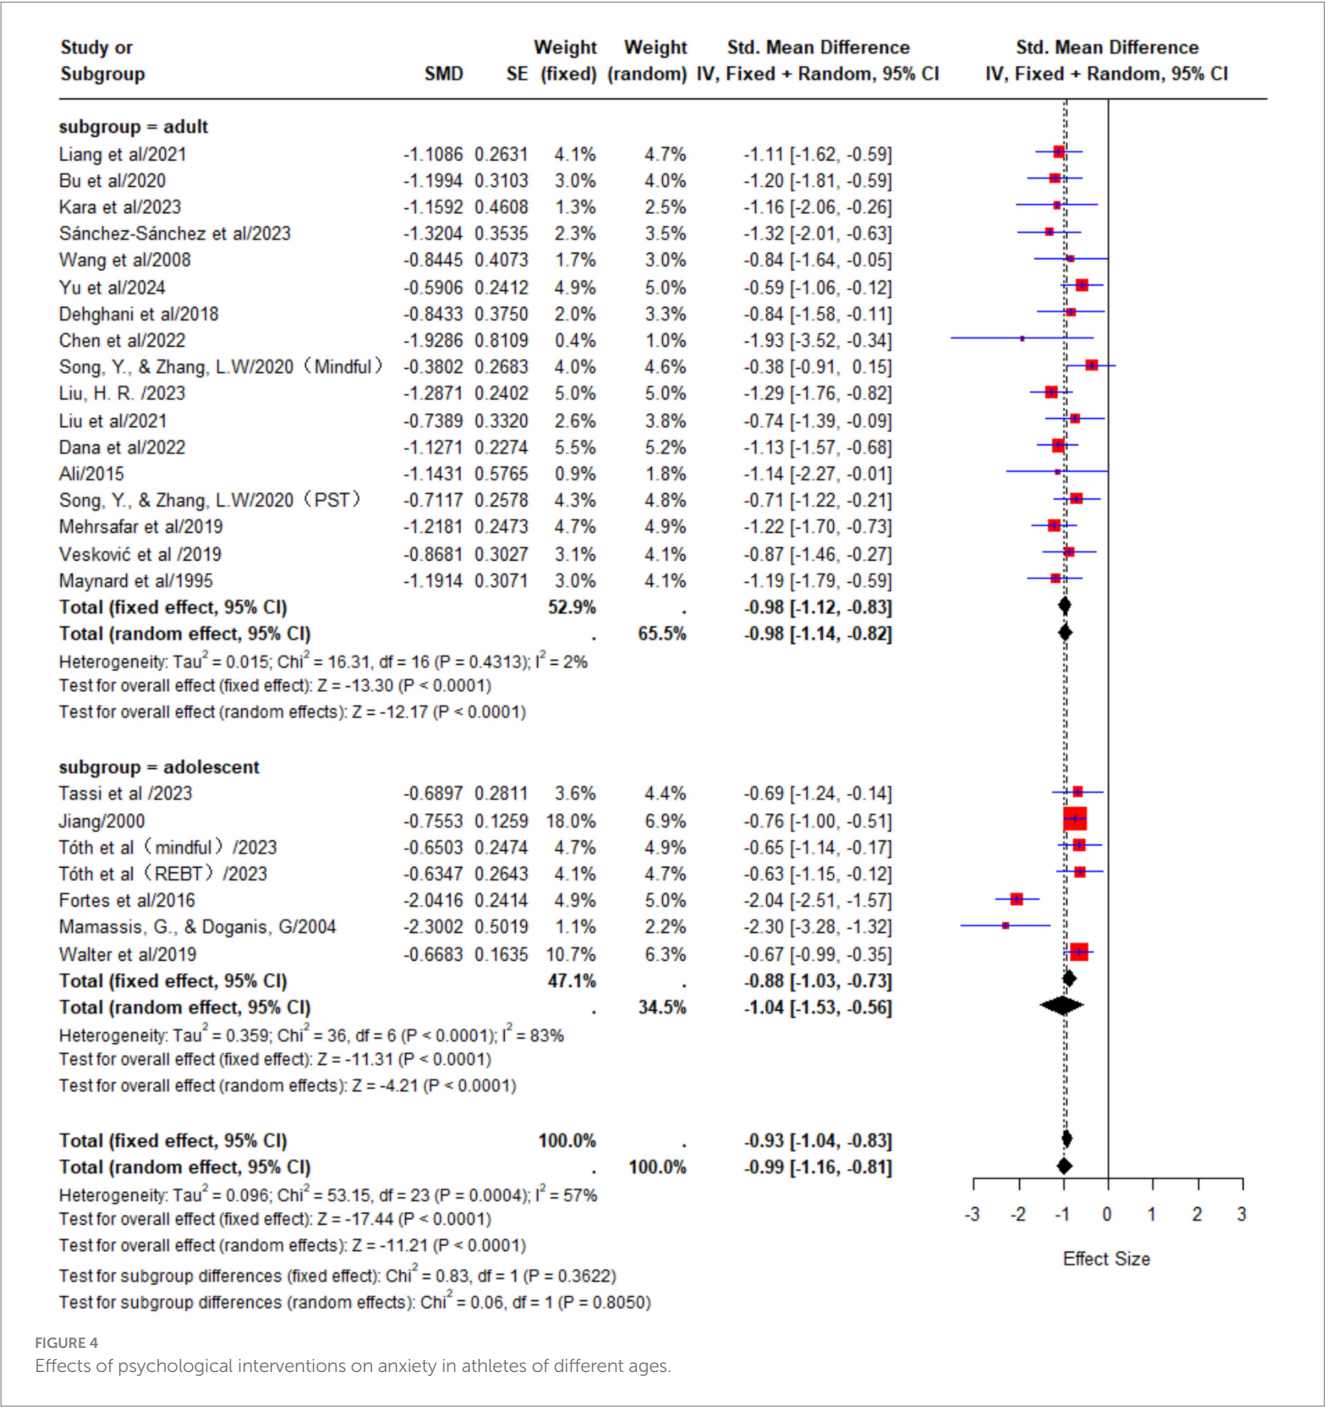 Study or Weight Weight Std. Mean Difference Std. Mean Difference
Subgroup SMD SE (fixed) (random) IV, Fixed + Random, 95% CI IV, Fixed + Random, 95% CI
subgroup = adult
Liang et al/2021 -1.1086 0.2631 4.1% 4.7% -1.11 [-1.62, -0.59]
Bu et al/2020 -1.1994 0.3103 3.0% 4.0% -1.20 [-1.81, -0.59]
Kara et al/2023 -1.1592 0.4608 1.3% 2.5% -1.16 [-2.06, -0.26]
Sánchez-Sánchez et al/2023 -1.3204 0.3535 2.3% 3.5% -1.32 [-2.01, -0.63]
Wang et al/2008 -0.8445 0.4073 1.7% 3.0% -0.84 [-1.64, -0.05]
Yu et al/2024 -0.5906 0.2412 4.9% 5.0% -0.59 [-1.06, -0.12]
Dehghani et al/2018 -0.8433 0.3750 2.0% 3.3% -0.84 [-1.58, -0.11]
Chen et al/2022 -1.9286 0.8109 0.4% 1.0% -1.93 [-3.52, -0.34]
Song, Y., & Zhang, L.W/2020（Mindful） -0.3802 0.2683 4.0% 4.6% -0.38 [-0.91, 0.15]
Liu, H. R. /2023 -1.2871 0.2402 5.0% 5.0% -1.29 [-1.76, -0.82]
Liu et al/2021 -0.7389 0.3320 2.6% 3.8% -0.74 [-1.39, -0.09]
Dana et al/2022 -1.1271 0.2274 5.5% 5.2% -1.13 [-1.57, -0.68]
Ali/2015 -1.1431 0.5765 0.9% 1.8% -1.14 [-2.27, -0.01]
Song, Y., & Zhang, L.W/2020（PST） -0.7117 0.2578 4.3% 4.8% -0.71 [-1.22, -0.21]
Mehrsafar et al/2019 -1.2181 0.2473 4.7% 4.9% -1.22 [-1.70, -0.73]
Vesković et al /2019 -0.8681 0.3027 3.1% 4.1% -0.87 [-1.46, -0.27]
Maynard et al/1995 -1.1914 0.3071 3.0% 4.1% -1.19 [-1.79, -0.59]
Total (fixed effect, 95% CI) 52.9% . -0.98 [-1.12, -0.83]
Total (random effect, 95% CI) . 65.5% -0.98 [-1.14, -0.82]
Heterogeneity: Tau² = 0.015; Chi² = 16.31, df = 16 (P = 0.4313); I² = 2%
Test for overall effect (fixed effect): Z = -13.30 (P < 0.0001)
Test for overall effect (random effects): Z = -12.17 (P < 0.0001)
subgroup = adolescent
Tassi et al /2023 -0.6897 0.2811 3.6% 4.4% -0.69 [-1.24, -0.14]
Jiang/2000 -0.7553 0.1259 18.0% 6.9% -0.76 [-1.00, -0.51]
Tóth et al（mindful）/2023 -0.6503 0.2474 4.7% 4.9% -0.65 [-1.14, -0.17]
Tóth et al（REBT）/2023 -0.6347 0.2643 4.1% 4.7% -0.63 [-1.15, -0.12]
Fortes et al/2016 -2.0416 0.2414 4.9% 5.0% -2.04 [-2.51, -1.57]
Mamassis, G., & Doganis, G/2004 -2.3002 0.5019 1.1% 2.2% -2.30 [-3.28, -1.32]
Walter et al/2019 -0.6683 0.1635 10.7% 6.3% -0.67 [-0.99, -0.35]
Total (fixed effect, 95% CI) 47.1% . -0.88 [-1.03, -0.73]
Total (random effect, 95% CI) . 34.5% -1.04 [-1.53, -0.56]
Heterogeneity: Tau² = 0.359; Chi² = 36, df = 6 (P < 0.0001); I² = 83%
Test for overall effect (fixed effect): Z = -11.31 (P < 0.0001)
Test for overall effect (random effects): Z = -4.21 (P < 0.0001)
Total (fixed effect, 95% CI) 100.0% . -0.93 [-1.04, -0.83]
Total (random effect, 95% CI) . 100.0% -0.99 [-1.16, -0.81]
Heterogeneity: Tau² = 0.096; Chi² = 53.15, df = 23 (P = 0.0004); I² = 57%
Test for overall effect (fixed effect): Z = -17.44 (P < 0.0001)
Test for overall effect (random effects): Z = -11.21 (P < 0.0001)
Test for subgroup differences (fixed effect): Chi² = 0.83, df = 1 (P = 0.3622)
Test for subgroup differences (random effects): Chi² = 0.06, df = 1 (P = 0.8050)
-3 -2 -1 0 1 2 3
Effect Size
FIGURE 4
Effects of psychological interventions on anxiety in athletes of different ages.